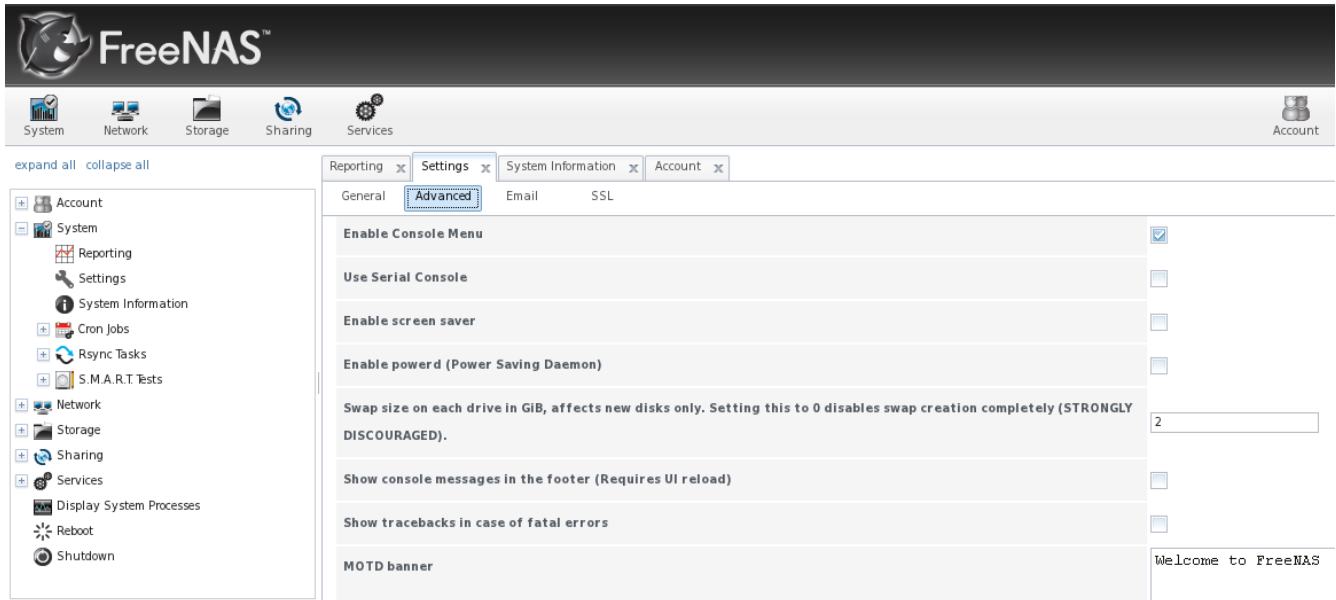 FreeNAS™
System Network Storage Sharing Services Account
expand all collapse all
Account
System
Reporting
Settings
System Information
Cron Jobs
Rsync Tasks
S.M.A.R.T. Tests
Network
Storage
Sharing
Services
Display System Processes
Reboot
Shutdown
Reporting x Settings x System Information x Account x
General Advanced Email SSL
Enable Console Menu
Use Serial Console
Enable screen saver
Enable powerd (Power Saving Daemon)
Swap size on each drive in GiB, affects new disks only. Setting this to 0 disables swap creation completely (STRONGLY
DISCOURAGED).
2
Show console messages in the footer (Requires UI reload)
Show tracebacks in case of fatal errors
MOTD banner
Welcome to FreeNAS